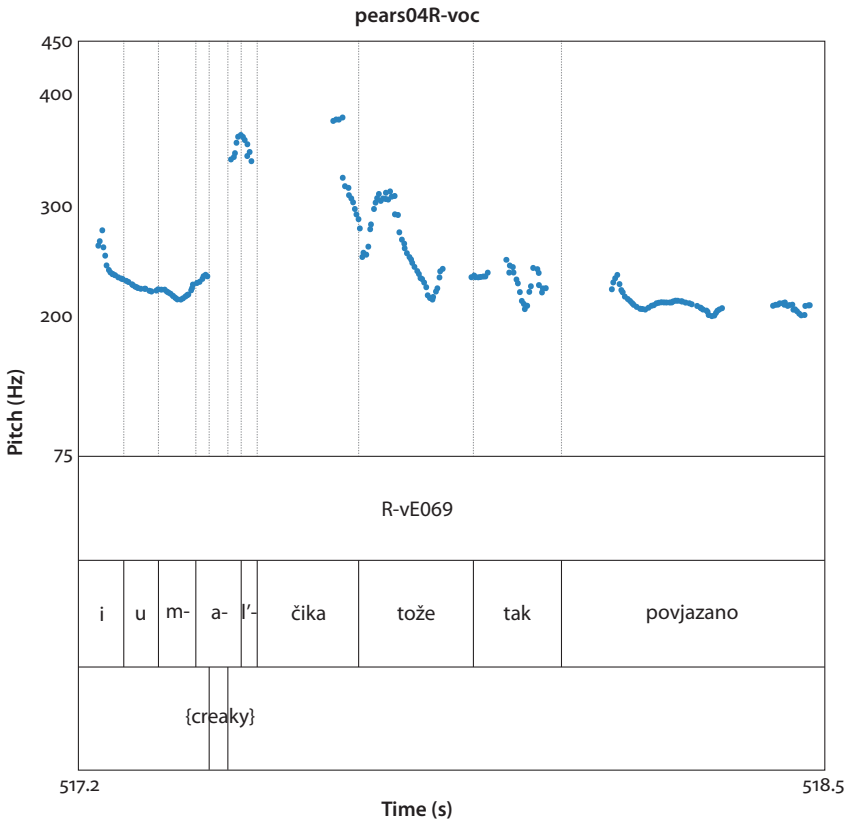 pears04R-voc
450
400
300
200
75
Pitch (Hz)
R-vE069
i u m- a- l’- čika tože tak povjazano
{creaky}
517.2 518.5
Time (s)